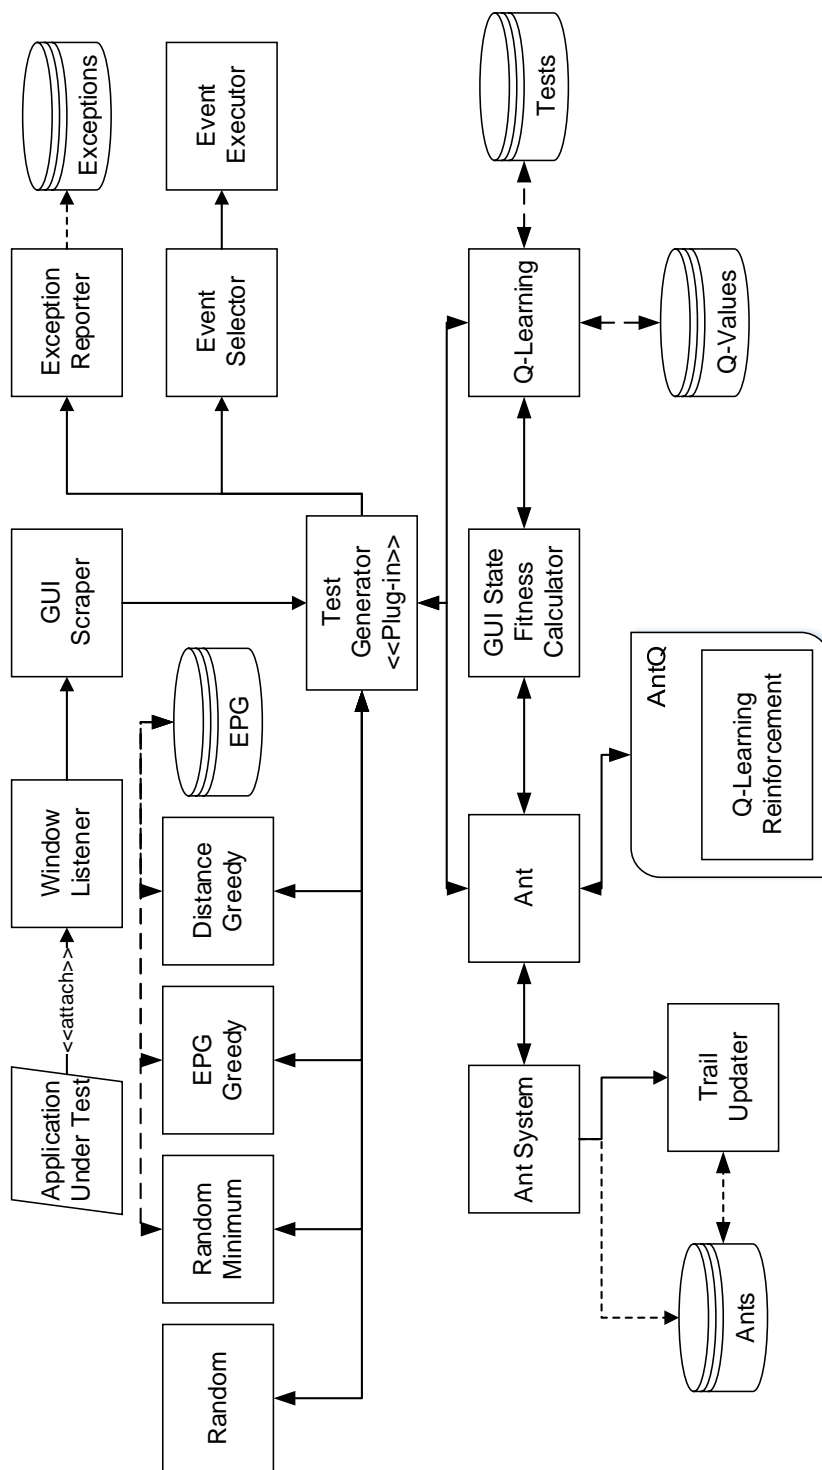 Application
Under Test
<<attach>>
Window
Listener
GUI
Scraper
Exception
Reporter
Exceptions
Random
Random
Minimum
EPG
Greedy
Distance
Greedy
EPG
Event
Selector
Event
Executor
Test
Generator
<<Plug-in>>
Ant System
Ant
GUI State
Fitness
Calculator
Q-Learning
Tests
Ants
Trail
Updater
AntQ
Q-Learning
Reinforcement
Q-Values